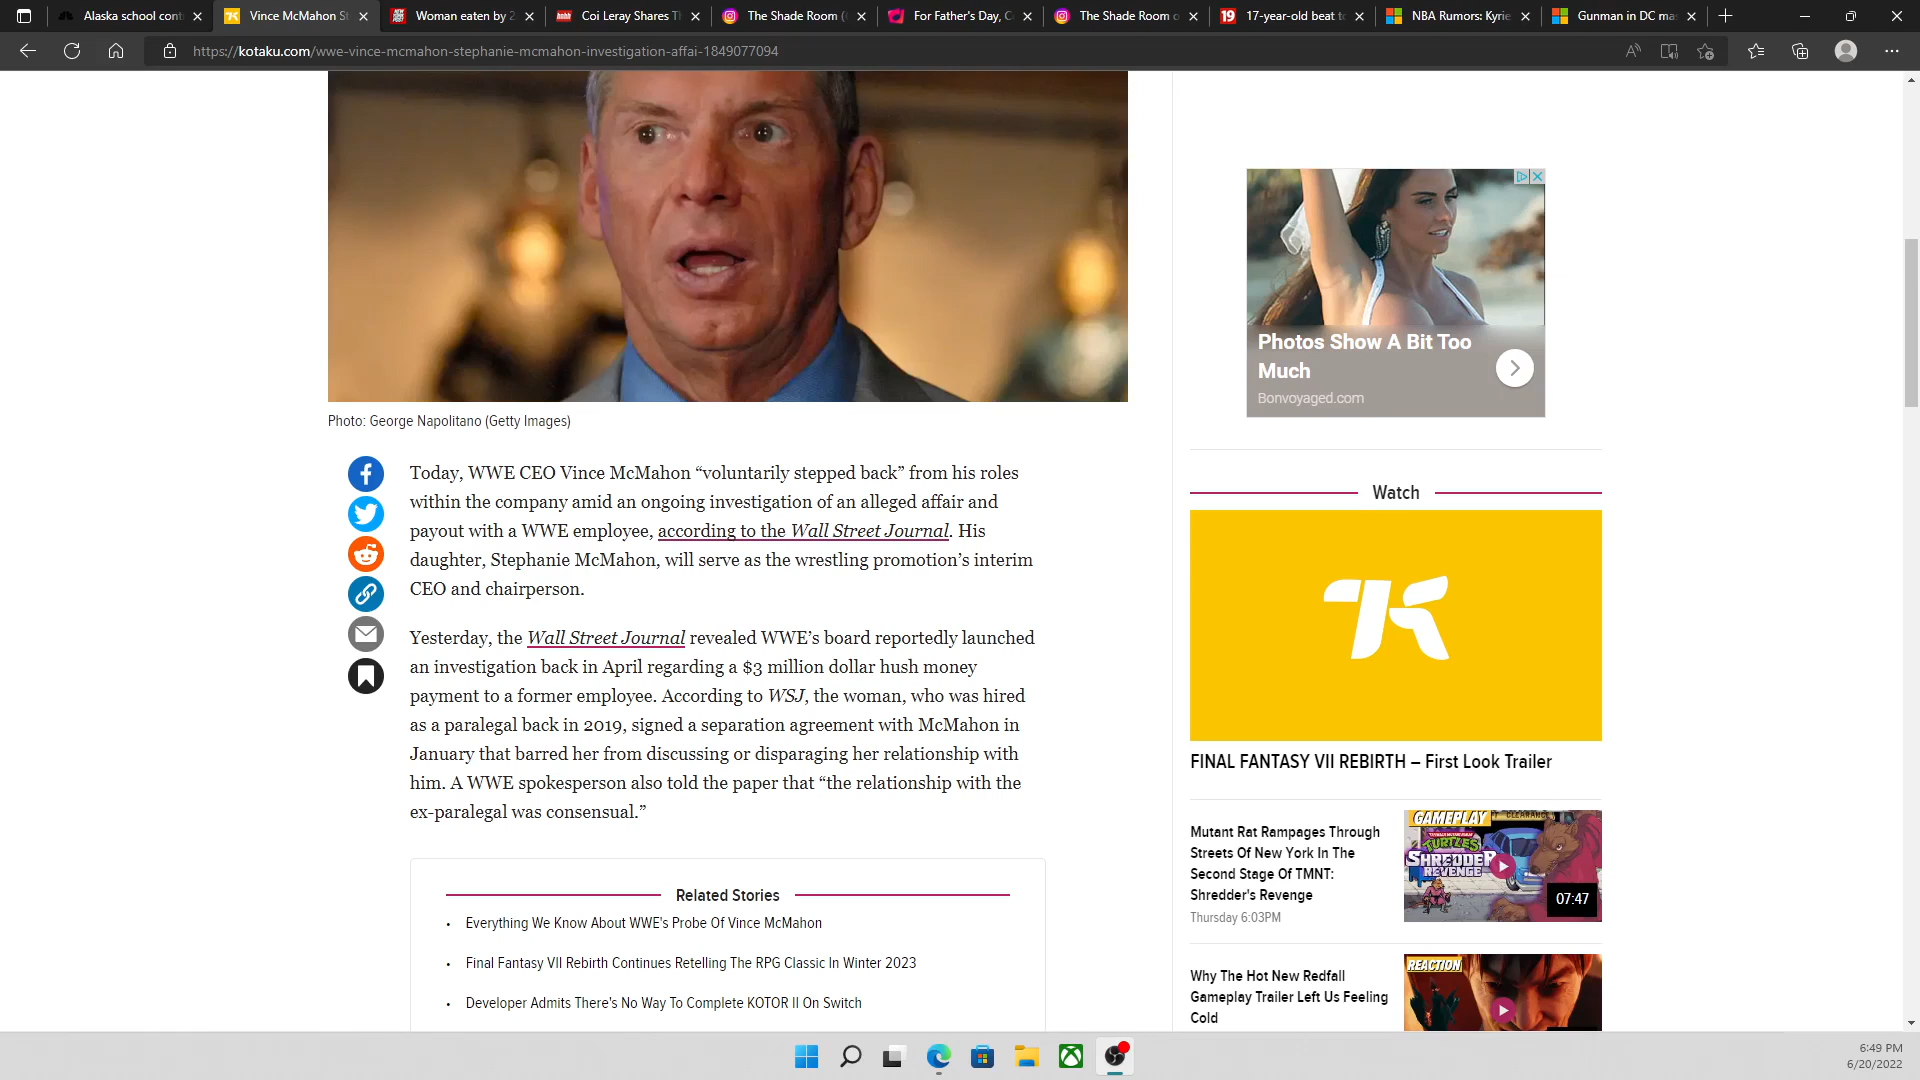 Alaska school cont
Vince McMahon St
Woman eaten by 2
Coi Leray Shares Th
The Shade Room (
For Father's Day, C
The Shade Room o
17-year-old beat to
NBA Rumors: Kyrie
Gunman in DC ma
https://kotaku.com/wwe-vince-mcmahon-stephanie-mcmahon-investigation-affai-1849077094
Photo: George Napolitano (Getty Images)
Today, WWE CEO Vince McMahon “voluntarily stepped back” from his roles
within the company amid an ongoing investigation of an alleged affair and
payout with a WWE employee, according to the Wall Street Journal. His
daughter, Stephanie McMahon, will serve as the wrestling promotion’s interim
CEO and chairperson.
Yesterday, the Wall Street Journal revealed WWE’s board reportedly launched
an investigation back in April regarding a $3 million dollar hush money
payment to a former employee. According to WSJ, the woman, who was hired
as a paralegal back in 2019, signed a separation agreement with McMahon in
January that barred her from discussing or disparaging her relationship with
him. A WWE spokesperson also told the paper that “the relationship with the
ex-paralegal was consensual.”
Related Stories
• Everything We Know About WWE's Probe Of Vince McMahon
• Final Fantasy VII Rebirth Continues Retelling The RPG Classic In Winter 2023
• Developer Admits There's No Way To Complete KOTOR II On Switch
Photos Show A Bit Too
Much
Bonvoyaged.com
Watch
FINAL FANTASY VII REBIRTH – First Look Trailer
Mutant Rat Rampages Through
Streets Of New York In The
Second Stage Of TMNT:
Shredder's Revenge
Thursday 6:03PM
GAMEPLAY
CLEARANCE
TURTLES
SHREDDER'S
REVENGE
07:47
Why The Hot New Redfall
Gameplay Trailer Left Us Feeling
Cold
REACTION
6:49 PM
6/20/2022